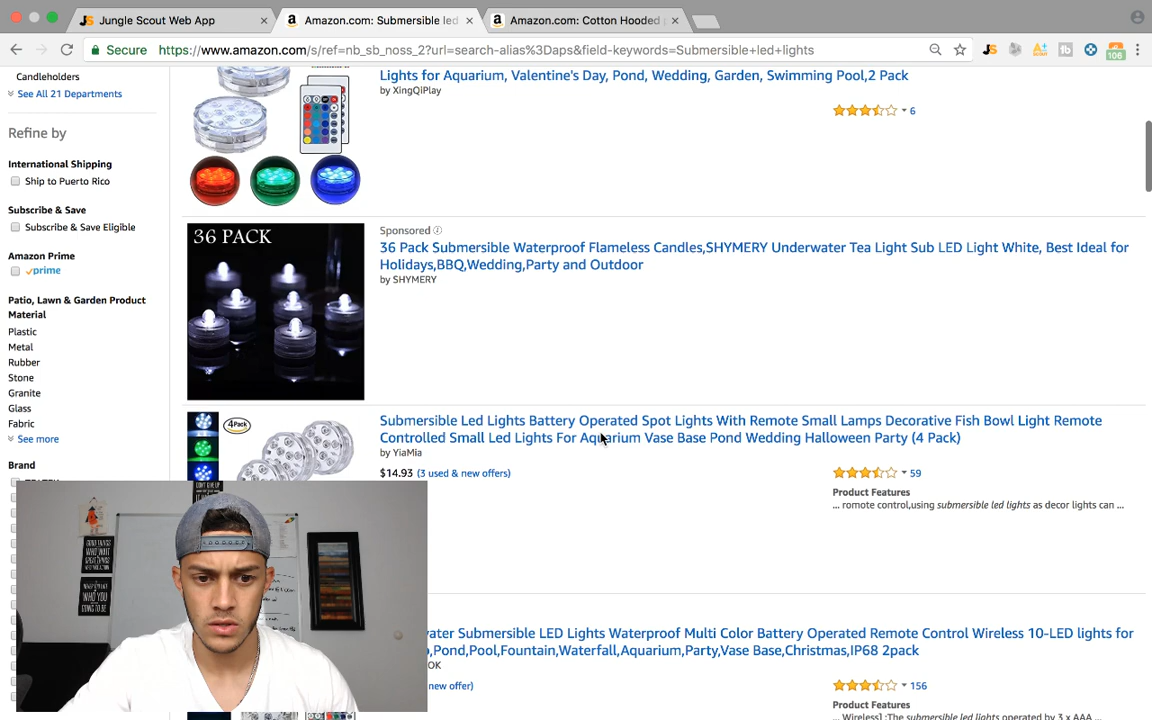 Jungle Scout Web App
Amazon.com: Submersible led
Amazon.com: Cotton Hooded
Secure https://www.amazon.com/s/ref=nb_sb_noss_2?url=search-alias%3Daps&field-keywords=Submersible+led+lights
JS
106
Candleholders
See All 21 Departments
Refine by
International Shipping
Ship to Puerto Rico
Subscribe & Save
Subscribe & Save Eligible
Amazon Prime
prime
Patio, Lawn & Garden Product
Material
Plastic
Metal
Rubber
Stone
Granite
Glass
Fabric
See more
Brand
Lights for Aquarium, Valentine's Day, Pond, Wedding, Garden, Swimming Pool,2 Pack
by XingQiPlay
6
36 PACK
Sponsored
36 Pack Submersible Waterproof Flameless Candles,SHYMERY Underwater Tea Light Sub LED Light White, Best Ideal for
Holidays,BBQ,Wedding,Party and Outdoor
by SHYMERY
4Pack
Submersible Led Lights Battery Operated Spot Lights With Remote Small Lamps Decorative Fish Bowl Light Remote
Controlled Small Led Lights For Aquarium Vase Base Pond Wedding Halloween Party (4 Pack)
by YiaMia
$14.93 (3 used & new offers)
59
Product Features
... romote control,using submersible led lights as decor lights can ...
water Submersible LED Lights Waterproof Multi Color Battery Operated Remote Control Wireless 10-LED lights for
,Pond,Pool,Fountain,Waterfall,Aquarium,Party,Vase Base,Christmas,IP68 2pack
OK
new offer)
156
Product Features
... Wireless] :The submersible led lights operated by 3 x AAA ...
GOOD
THINGS
WHO WAIT
GREAT
THINGS